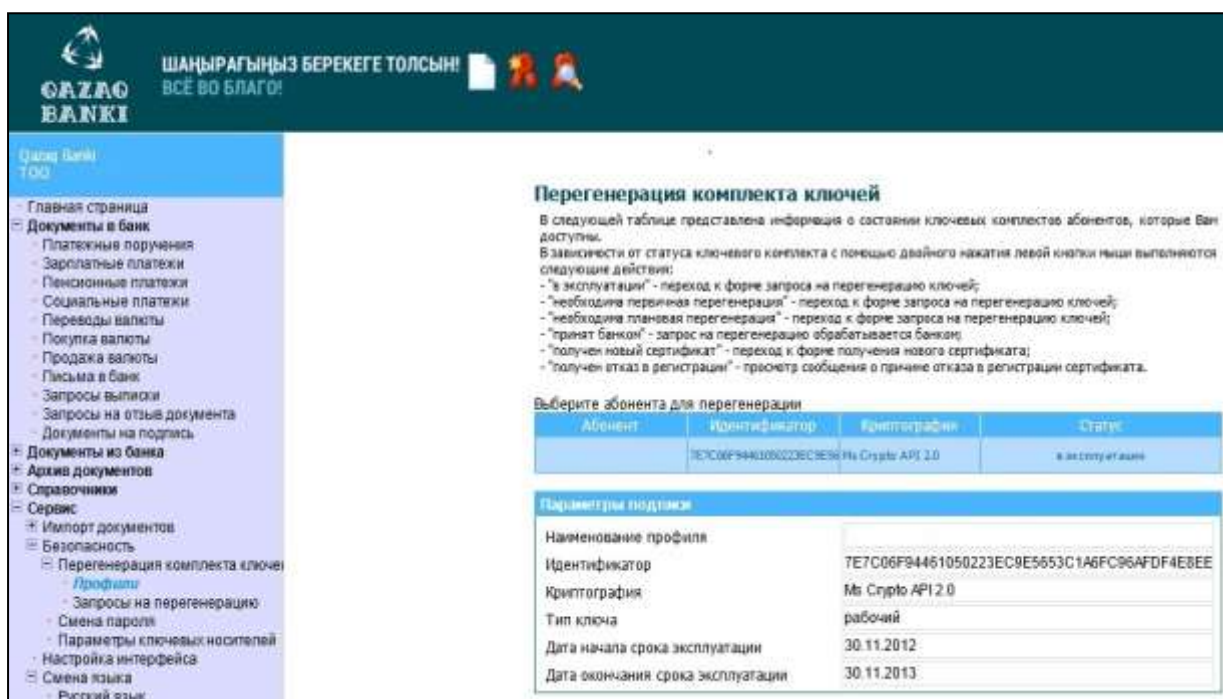 QAZAQ
BANKI
ШАҢЫРАҒЫҢЫЗ БЕРЕКЕГЕ ТОЛСЫН!
ВСЁ ВО БЛАГО!
Qazaq Banki
ТОО
Главная страница
Документы в банк
Платежные поручения
Зарплатные платежи
Пенсионные платежи
Социальные платежи
Переводы валюты
Покупка валюты
Продажа валюты
Письма в банк
Запросы выписки
Запросы на отзыв документа
Документы на подпись
Документы из банка
Архив документов
Справочники
Сервис
Импорт документов
Безопасность
Перегенерация комплекта ключей
Профили
Запросы на перегенерацию
Смена пароля
Параметры ключевых носителей
Настройка интерфейса
Смена языка
Русский язык
Перегенерация комплекта ключей
В следующей таблице представлена информация о состоянии ключевых комплектов абонентов, которые Вам
доступны.
В зависимости от статуса ключевого комплекта с помощью двойного нажатия левой кнопки мыши выполняются
следующие действия:
- "в эксплуатации" - переход к форме запроса на перегенерацию ключей;
- "необходима первичная перегенерация" - переход к форме запроса на перегенерацию ключей;
- "необходима плановая перегенерация" - переход к форме запроса на перегенерацию ключей;
- "принят банком" - запрос на перегенерацию обрабатывается банком;
- "получен новый сертификат" - переход к форме получения нового сертификата;
- "получен отказ в регистрации" - просмотр сообщения о причине отказа в регистрации сертификата.
Выберите абонента для перегенерации
Абонент Идентификатор Криптография Статус
7E7C06F94461050223EC9E56 Ms Crypto API 2.0 в эксплуатации
Параметры подписи
Наименование профиля
Идентификатор 7E7C06F94461050223EC9E5653C1A6FC96AFDF4E8EE
Криптография Ms Crypto API 2.0
Тип ключа рабочий
Дата начала срока эксплуатации 30.11.2012
Дата окончания срока эксплуатации 30.11.2013